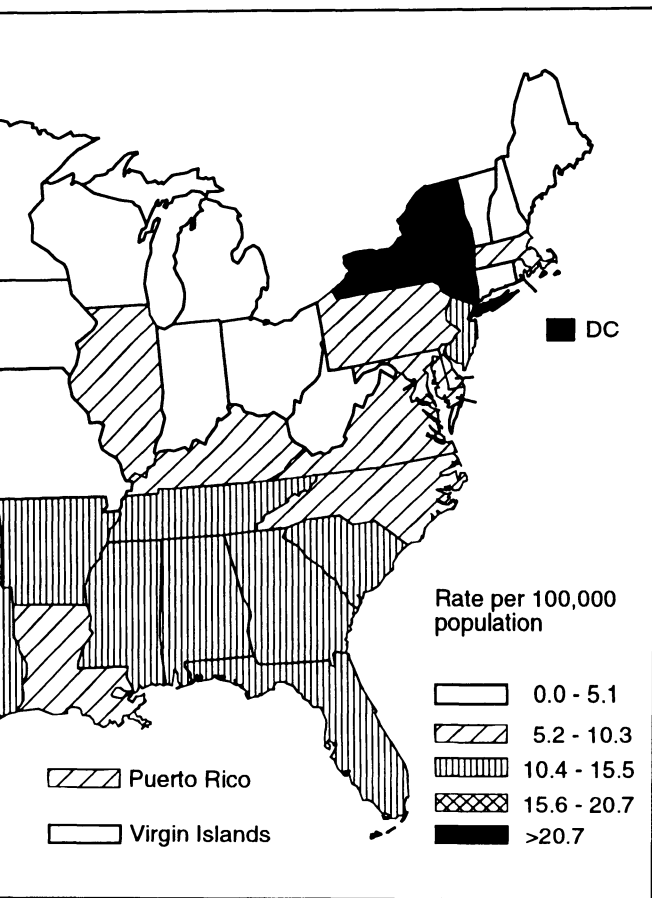 DC
Rate per 100,000
population
0.0 - 5.1
5.2 - 10.3
10.4 - 15.5
15.6 - 20.7
>20.7
Puerto Rico
Virgin Islands